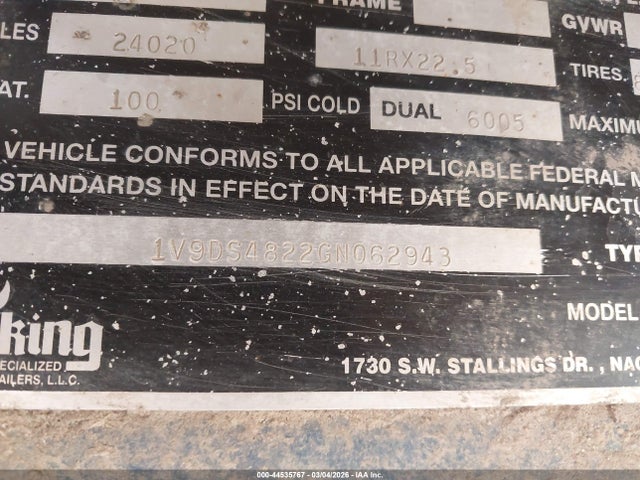 FRAME
GVWR
LES 24020 11RX22.5 TIRES.
AT. 100 PSI COLD DUAL 6005 MAXIMU
VEHICLE CONFORMS TO ALL APPLICABLE FEDERAL M
STANDARDS IN EFFECT ON THE DATE OF MANUFACTU
1V9DS4822GN062943 TYP
king
ECIALIZED
AILERS, L.L.C.
MODEL
1730 S.W. STALLINGS DR., NAC
000-44535767 - 03/04/2026 - IAA Inc.